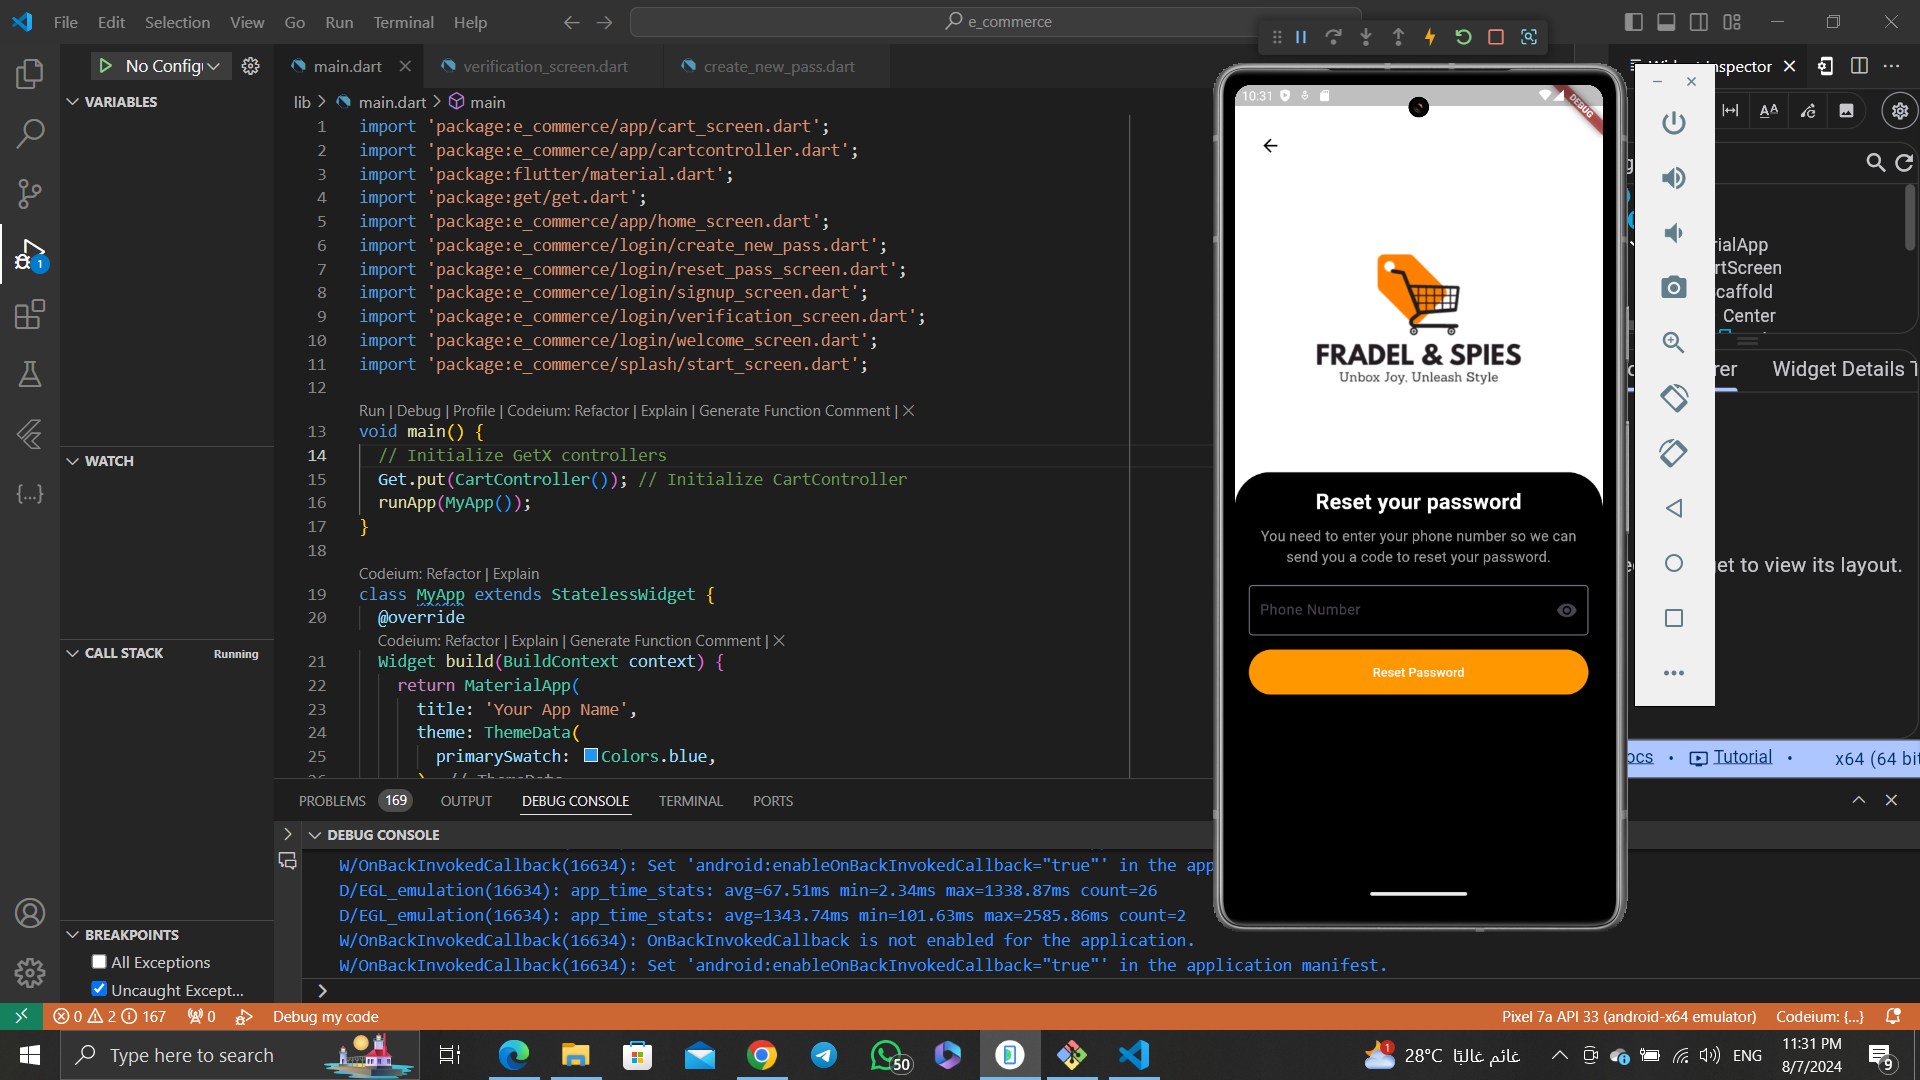 File Edit Selection View Go Run Terminal Help
e_commerce
No Config
main.dart
verification_screen.dart
create_new_pass.dart
Inspector
VARIABLES
WATCH
CALL STACK
Running
BREAKPOINTS
All Exceptions
Uncaught Except...
lib > main.dart > main
1 import 'package:e_commerce/app/cart_screen.dart';
2 import 'package:e_commerce/app/cartcontroller.dart';
3 import 'package:flutter/material.dart';
4 import 'package:get/get.dart';
5 import 'package:e_commerce/app/home_screen.dart';
6 import 'package:e_commerce/login/create_new_pass.dart';
7 import 'package:e_commerce/login/reset_pass_screen.dart';
8 import 'package:e_commerce/login/signup_screen.dart';
9 import 'package:e_commerce/login/verification_screen.dart';
10 import 'package:e_commerce/login/welcome_screen.dart';
11 import 'package:e_commerce/splash/start_screen.dart';
12
Run | Debug | Profile | Codeium: Refactor | Explain | Generate Function Comment | ✕
13 void main() {
14 // Initialize GetX controllers
15 Get.put(CartController()); // Initialize CartController
16 runApp(MyApp());
17 }
18
Codeium: Refactor | Explain
19 class MyApp extends StatelessWidget {
20 @override
Codeium: Refactor | Explain | Generate Function Comment | ✕
21 Widget build(BuildContext context) {
22 return MaterialApp(
23 title: 'Your App Name',
24 theme: ThemeData(
25 primarySwatch: Colors.blue,
PROBLEMS 169 OUTPUT DEBUG CONSOLE TERMINAL PORTS
DEBUG CONSOLE
W/OnBackInvokedCallback(16634): Set 'android:enableOnBackInvokedCallback="true"' in the app
D/EGL_emulation(16634): app_time_stats: avg=67.51ms min=2.34ms max=1338.87ms count=26
D/EGL_emulation(16634): app_time_stats: avg=1343.74ms min=101.63ms max=2585.86ms count=2
W/OnBackInvokedCallback(16634): OnBackInvokedCallback is not enabled for the application.
W/OnBackInvokedCallback(16634): Set 'android:enableOnBackInvokedCallback="true"' in the application manifest.
10:31
DEBUG
FRADEL & SPIES
Unbox Joy, Unleash Style
Reset your password
You need to enter your phone number so we can
send you a code to reset your password.
Phone Number
Reset Password
rialApp
rtScreen
caffold
Center
rer Widget Details T
et to view its layout.
ocs • Tutorial • x64 (64 bit
0 2 167 0 Debug my code
Pixel 7a API 33 (android-x64 emulator) Codeium: {...}
Type here to search
50
1
28°C غائم غالبًا
ENG
11:31 PM
8/7/2024
9